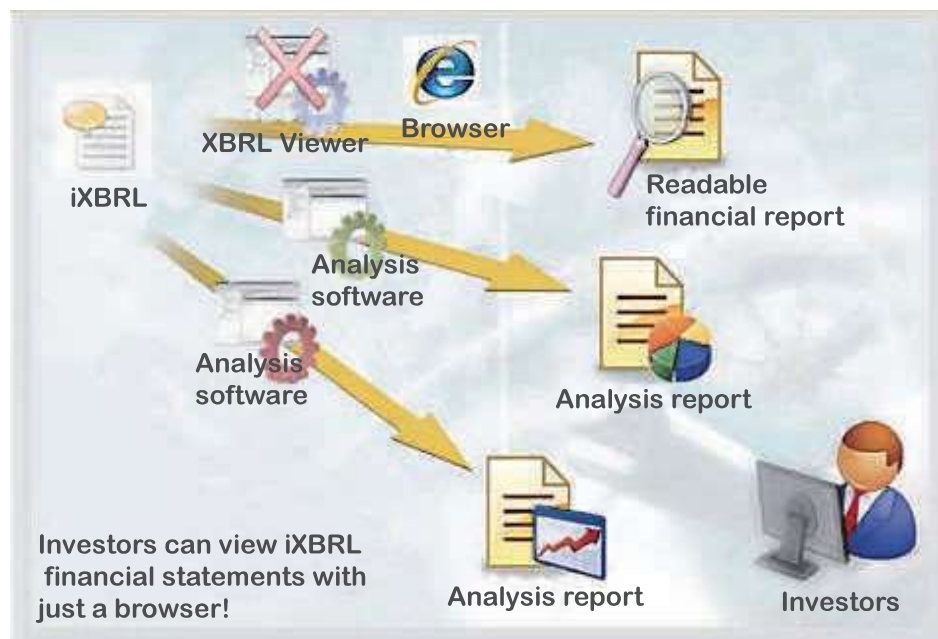 XBRL Viewer
Browser
iXBRL
Readable
financial report
Analysis
software
Analysis
software
Analysis report
Analysis report
Investors can view iXBRL
financial statements with
just a browser!
Investors